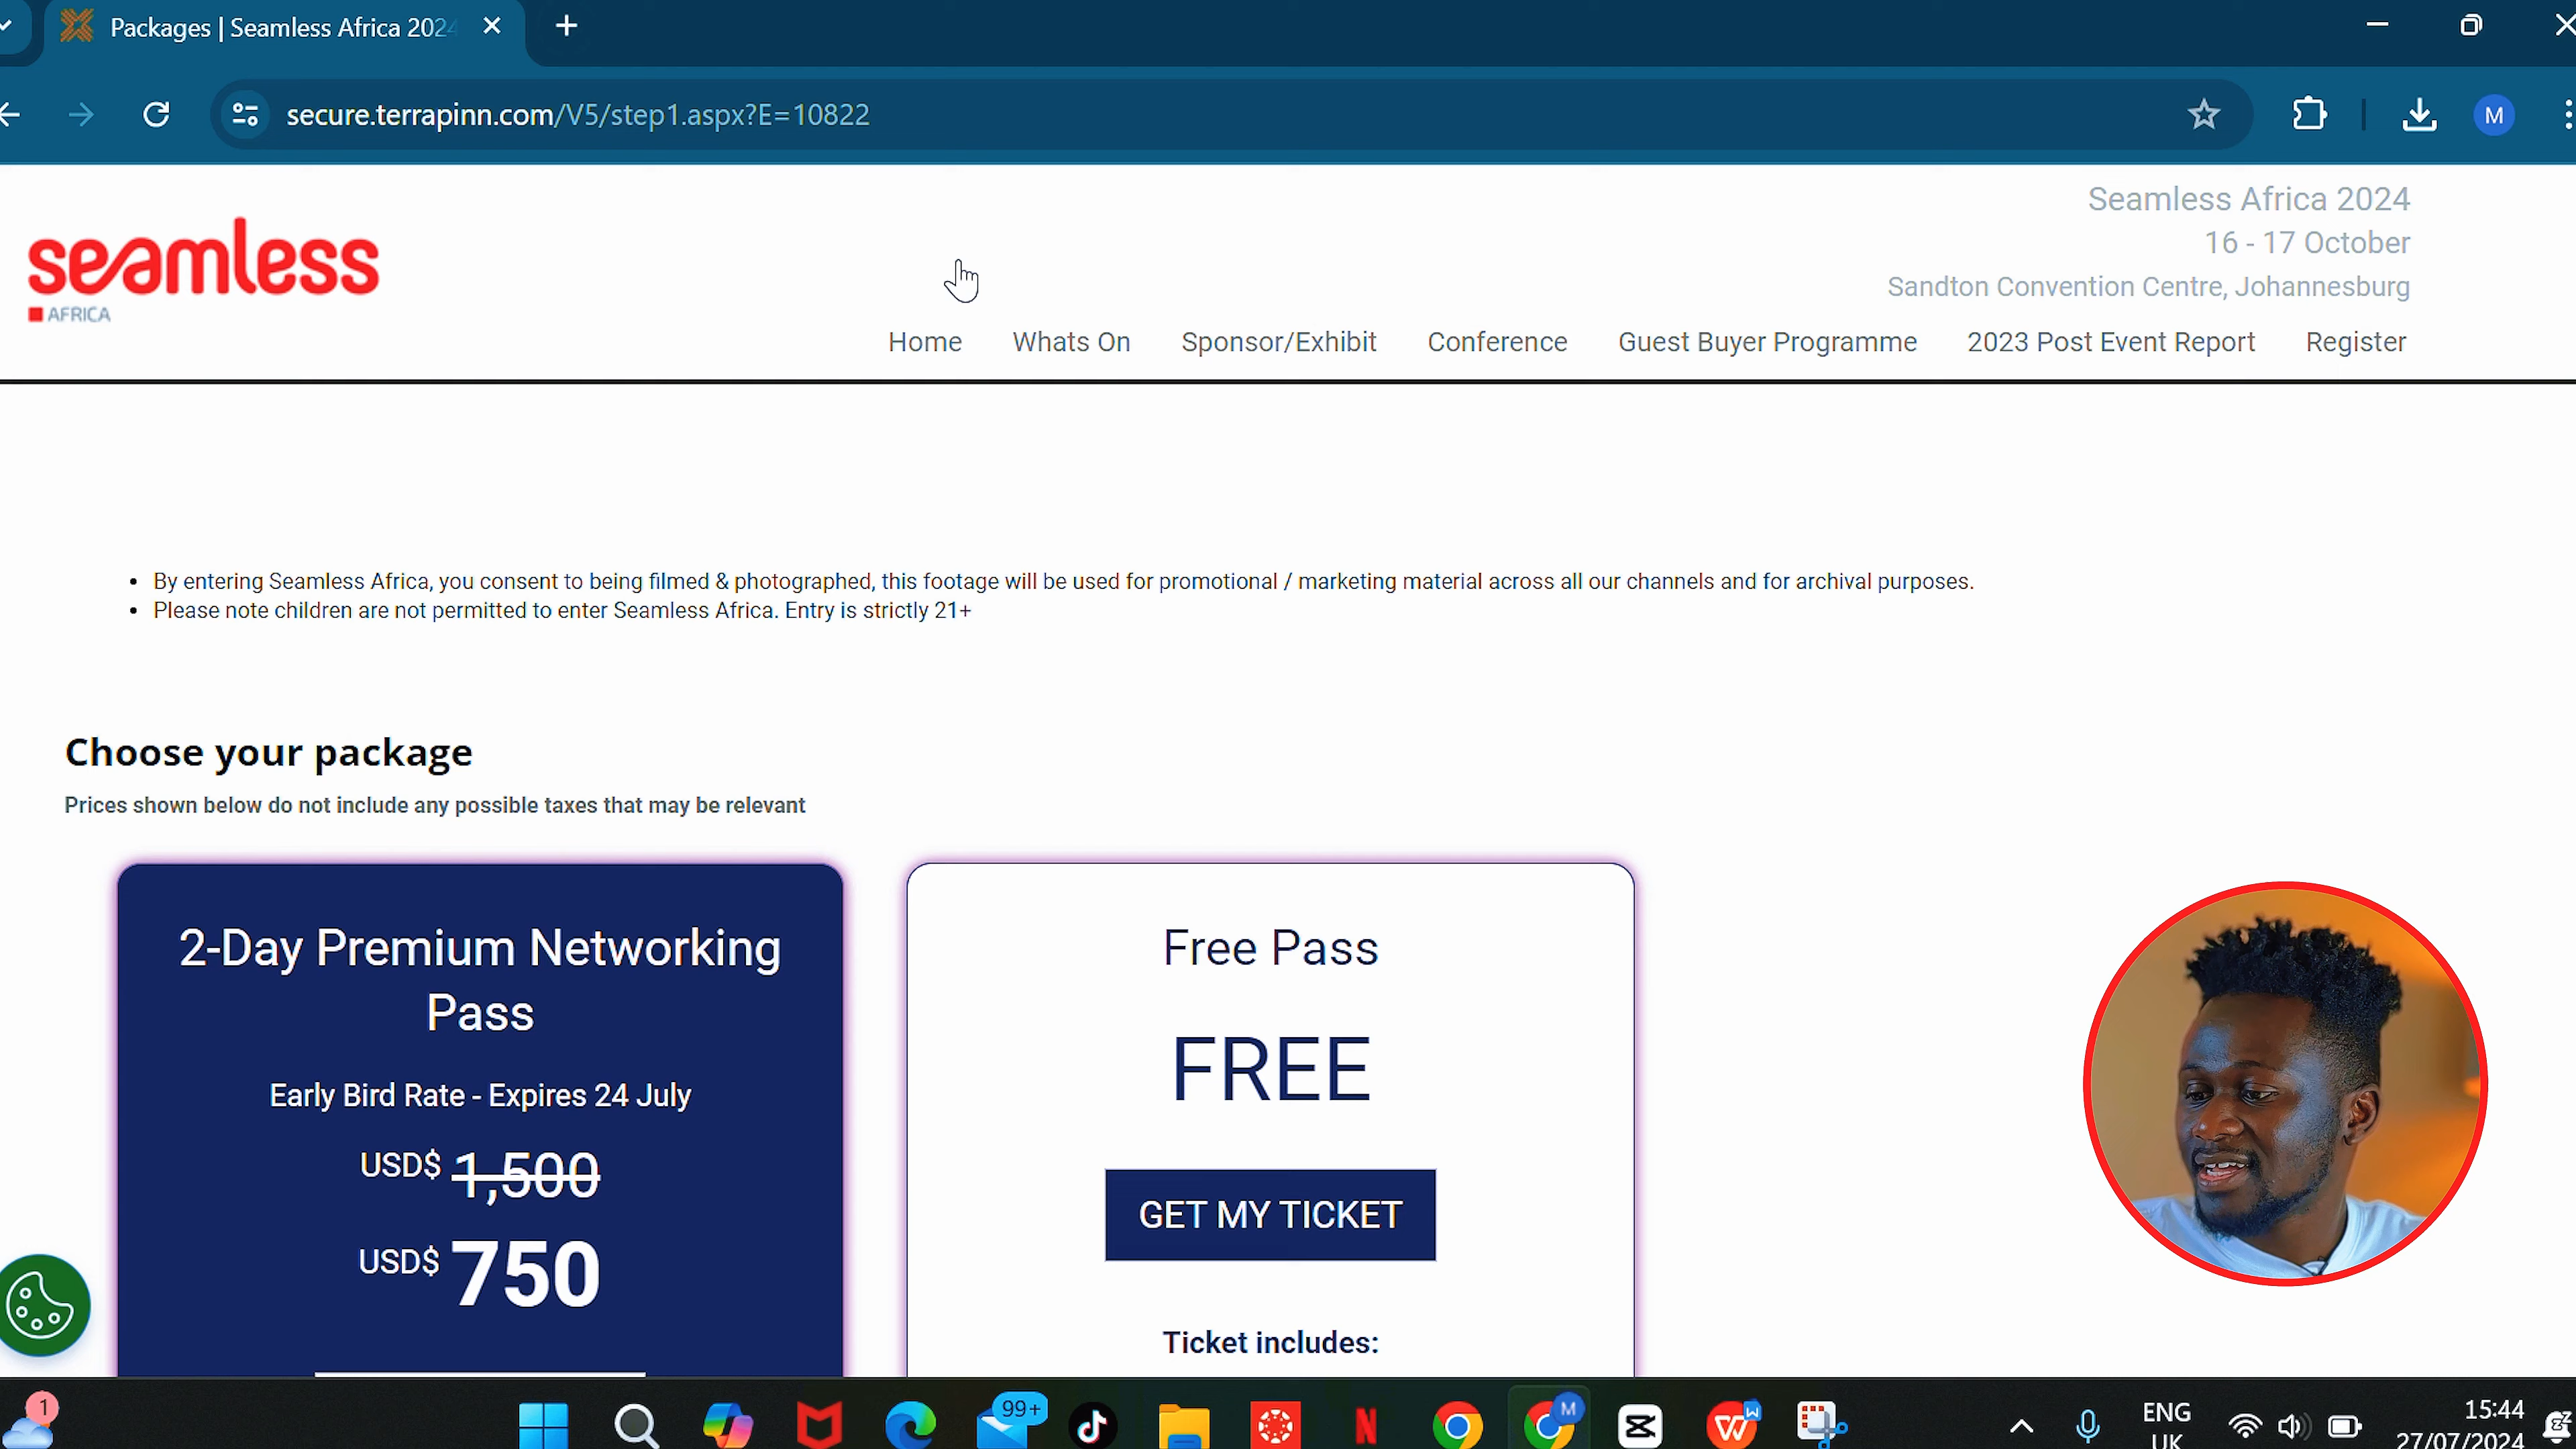 Packages | Seamless Africa 2024
secure.terrapinn.com/V5/step1.aspx?E=10822
M
seamless
AFRICA
Seamless Africa 2024
16 - 17 October
Sandton Convention Centre, Johannesburg
Home Whats On Sponsor/Exhibit Conference Guest Buyer Programme 2023 Post Event Report Register
• By entering Seamless Africa, you consent to being filmed & photographed, this footage will be used for promotional / marketing material across all our channels and for archival purposes.
• Please note children are not permitted to enter Seamless Africa. Entry is strictly 21+
Choose your package
Prices shown below do not include any possible taxes that may be relevant
2-Day Premium Networking
Pass
Early Bird Rate - Expires 24 July
USD$ 1,500
USD$ 750
Free Pass
FREE
GET MY TICKET
Ticket includes:
1
99+
N
M
W
W
ENG
UK
15:44
27/07/2024